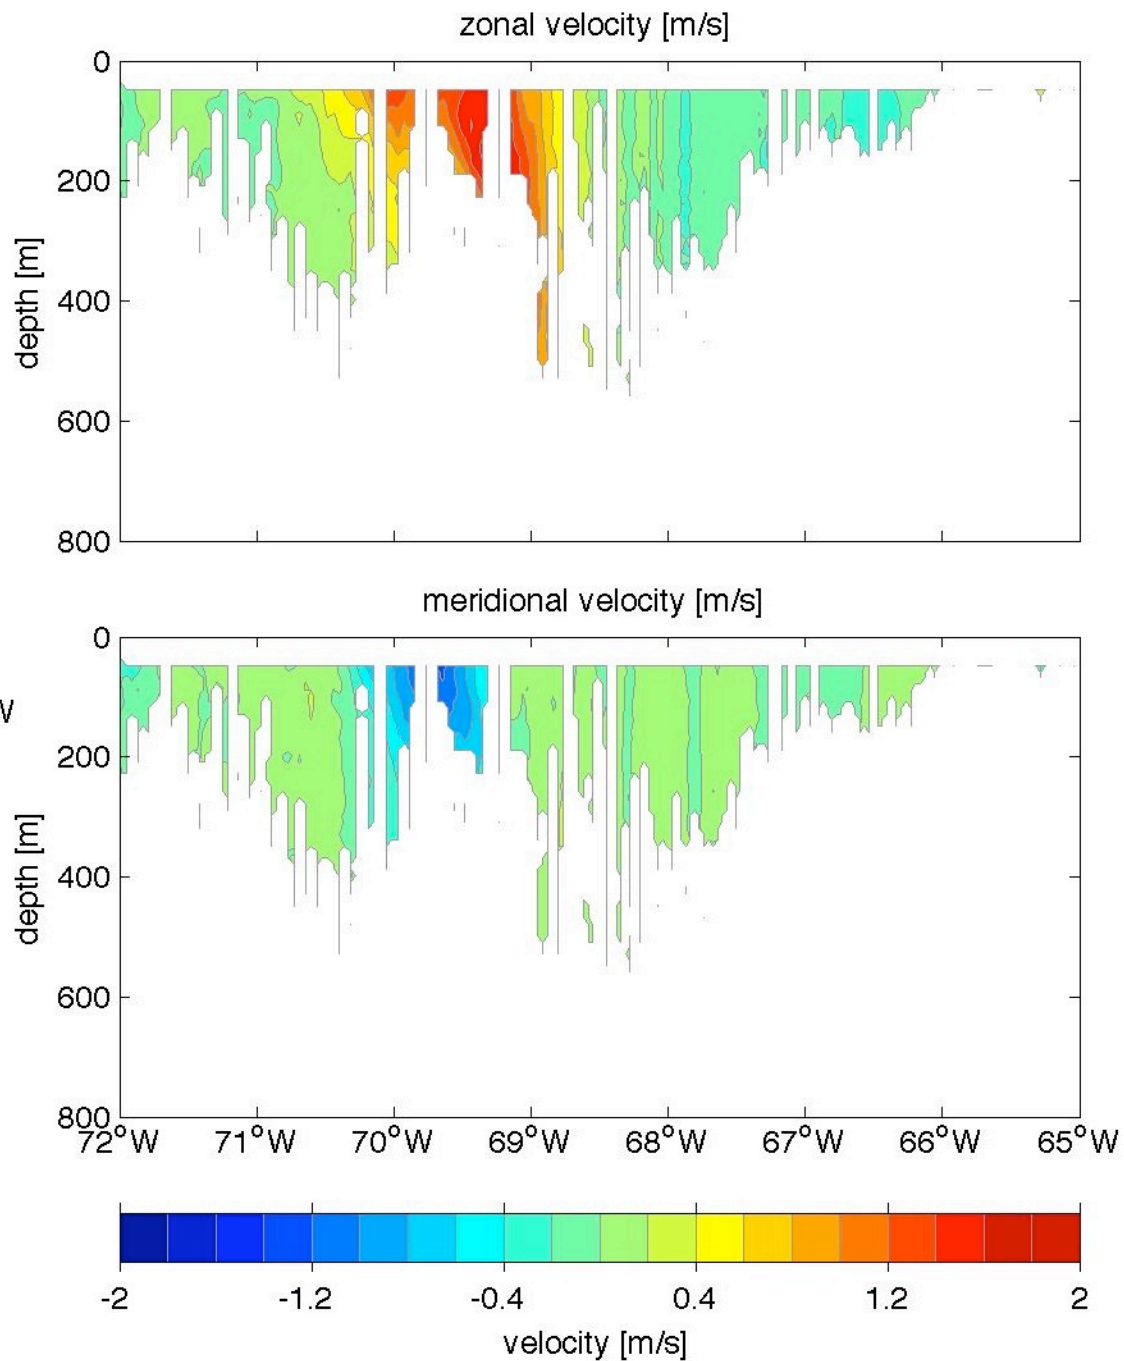 zonal velocity [m/s]
0
200
400
600
800
depth [m]
meridional velocity [m/s]
0
200
400
600
800
depth [m]
W
72°W 71°W 70°W 69°W 68°W 67°W 66°W 65°W
-2 -1.2 -0.4 0.4 1.2 2
velocity [m/s]